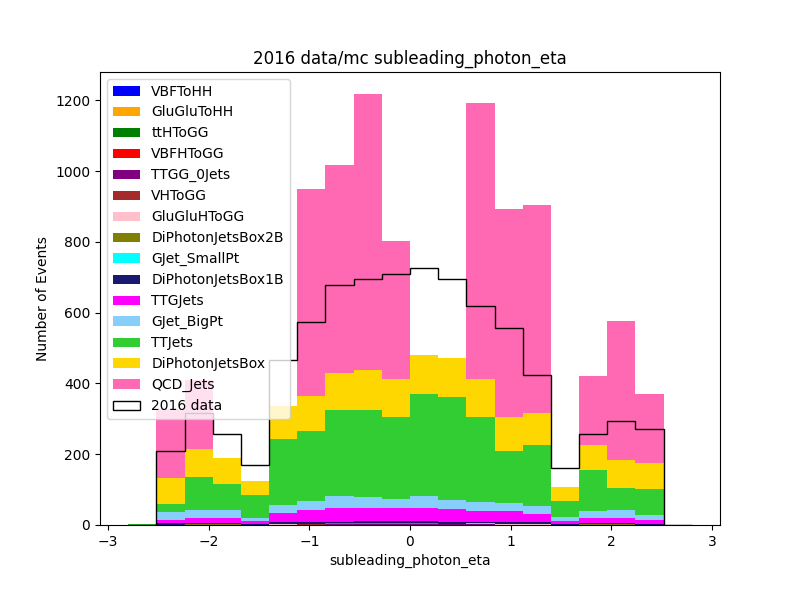 2016 data/mc subleading_photon_eta
Number of Events
1200
1000
800
600
400
200
0
VBFToHH
GluGluToHH
ttHToGG
VBFHToGG
TTGG_0Jets
VHToGG
GluGluHToGG
DiPhotonJetsBox2B
GJet_SmallPt
DiPhotonJetsBox1B
TTGJets
GJet_BigPt
TTJets
DiPhotonJetsBox
QCD_Jets
2016 data
−3 −2 −1 0 1 2 3
subleading_photon_eta